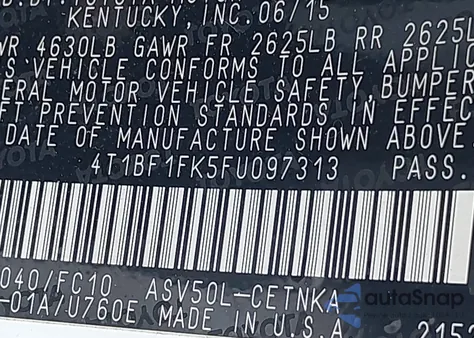 KENTUCKY, INC. 06/15
4630LB GAWR FR 2625LB RR 2625L
VEHICLE CONFORMS TO ALL APPLI
ERAL MOTOR VEHICLE SAFETY, BUMPER
FT PREVENTION STANDARDS IN EFFEC
DATE OF MANUFACTURE SHOWN ABOVE
4T1BF1FK5FU097313 PASS.
040/FC10 ASV50L-CETNKA
-01A/U760E MADE IN U.S.A. 2152
autoSnap